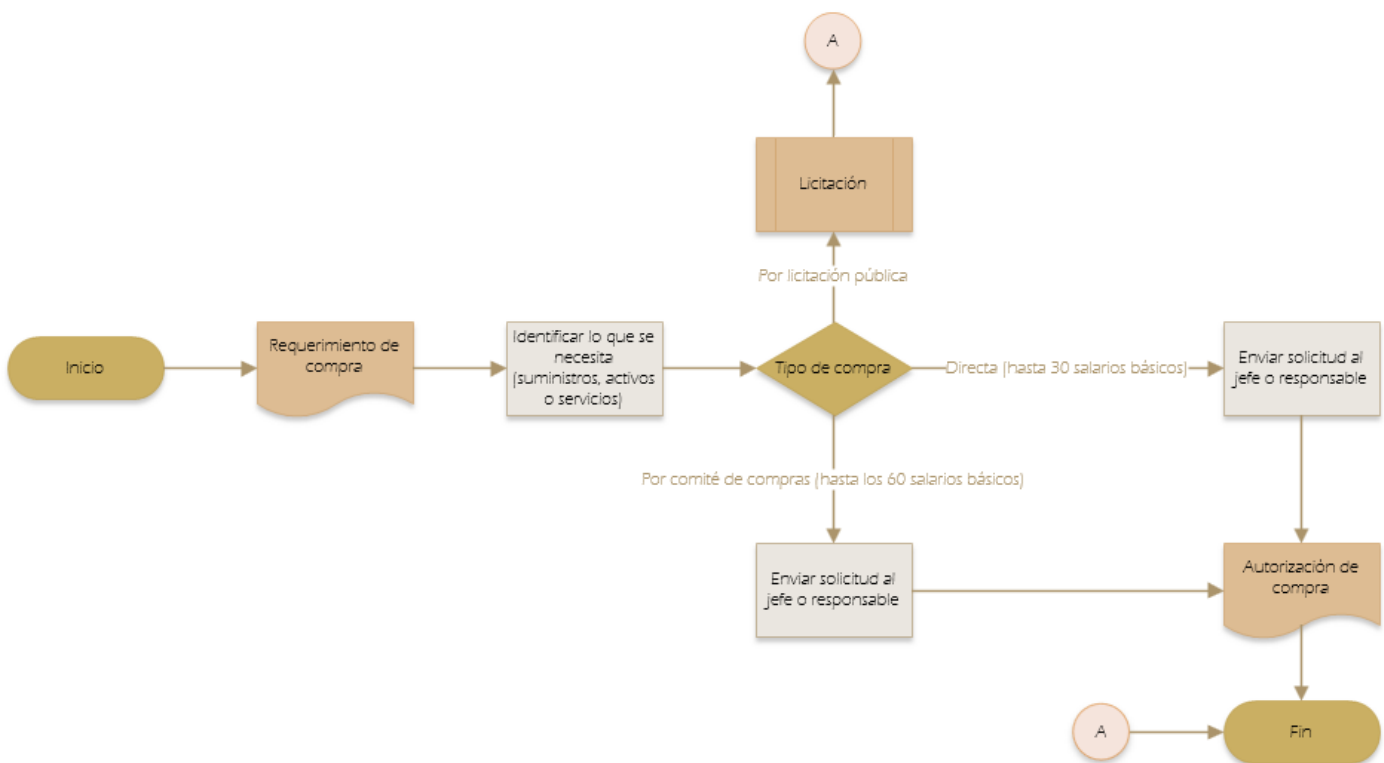 A
Licitación
Por licitación pública
Inicio
Requerimiento de
compra
Identificar lo que se
necesita
(suministros, activos
o servicios)
Tipo de compra
Directa (hasta 30 salarios básicos)
Enviar solicitud al
jefe o responsable
Por comité de compras (hasta los 60 salarios básicos)
Enviar solicitud al
jefe o responsable
Autorización de
compra
A
Fin